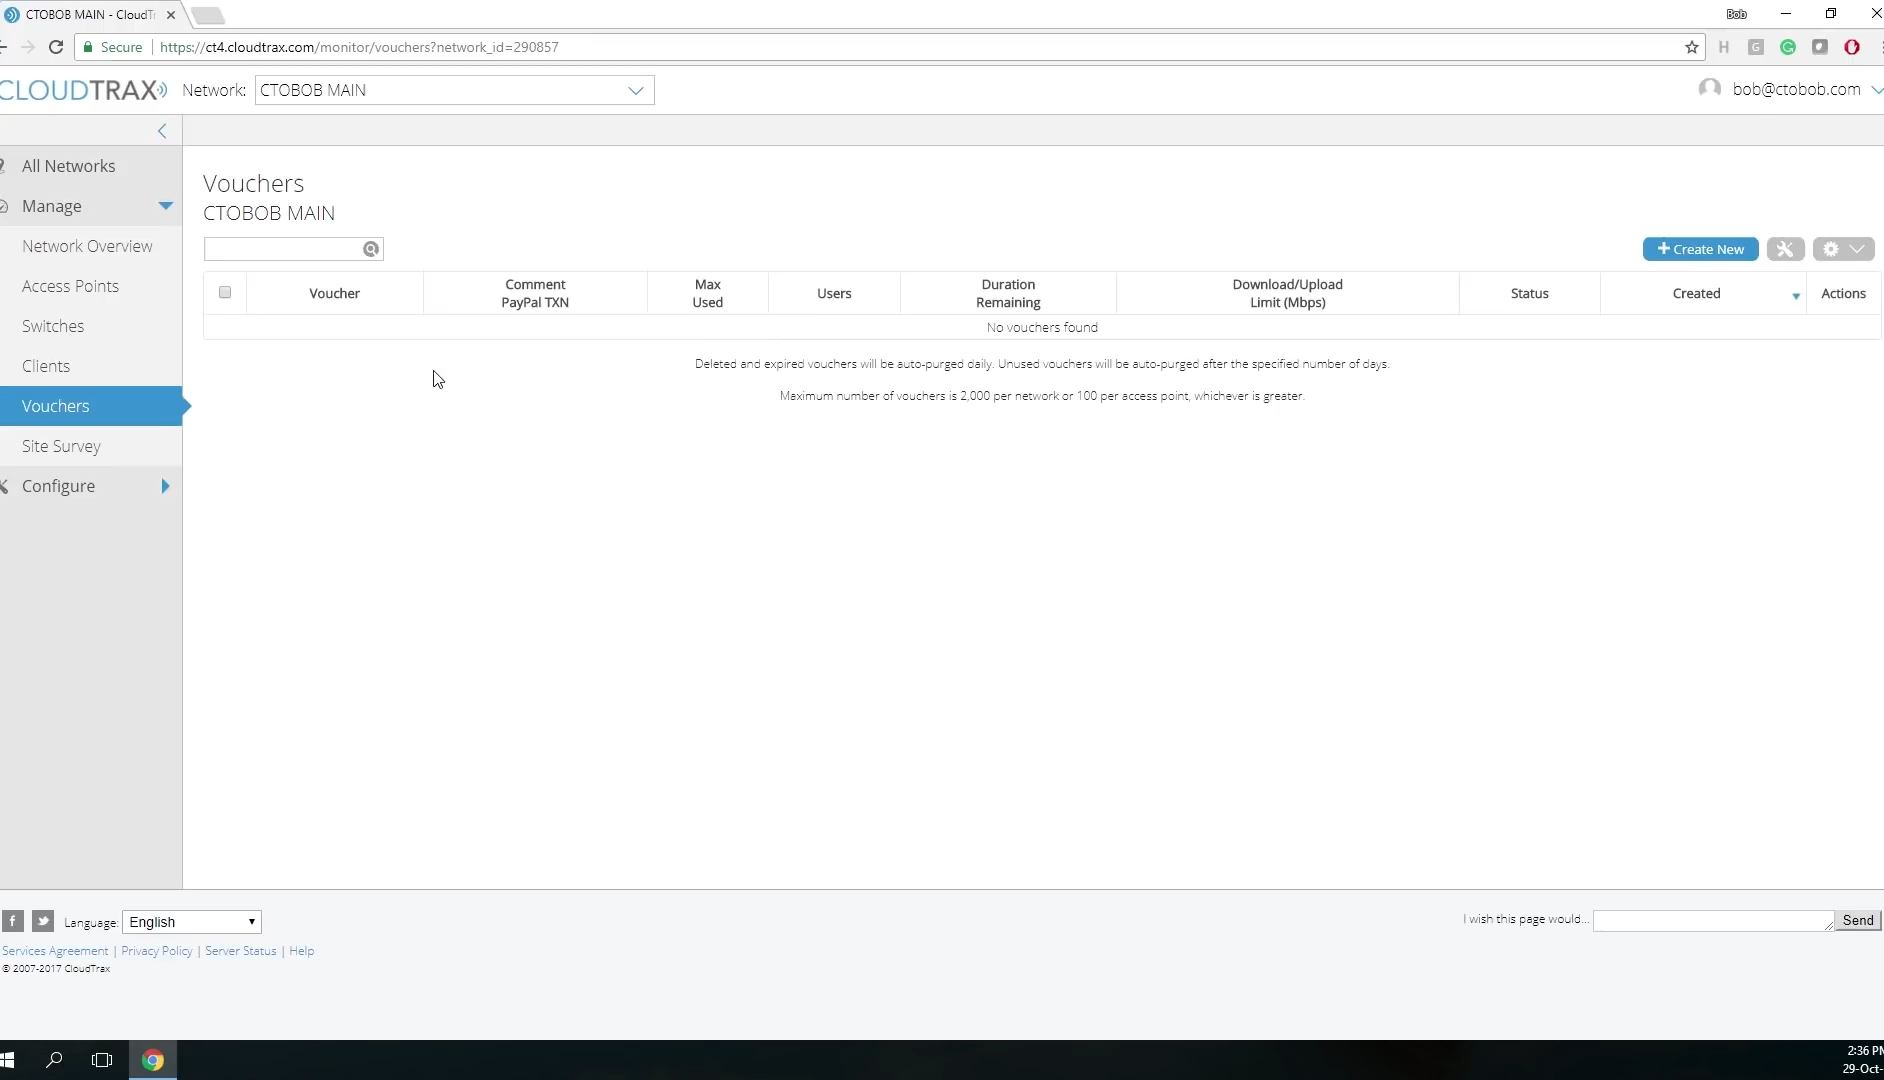 CTOBOB MAIN - CloudTr
Bob
Secure
https://ct4.cloudtrax.com/monitor/vouchers?network_id=290857
H G
CLOUDTRAX
Network: CTOBOB MAIN
bob@ctobob.com
All Networks
Manage
Network Overview
Access Points
Switches
Clients
Vouchers
Site Survey
Configure
Vouchers
CTOBOB MAIN
+ Create New
Voucher
Comment
PayPal TXN
Max
Used
Users
Duration
Remaining
Download/Upload
Limit (Mbps)
Status
Created
Actions
No vouchers found
Deleted and expired vouchers will be auto-purged daily. Unused vouchers will be auto-purged after the specified number of days.
Maximum number of vouchers is 2,000 per network or 100 per access point, whichever is greater.
Language: English
I wish this page would...
Send
Services Agreement | Privacy Policy | Server Status | Help
© 2007-2017 CloudTrax
2:36 PM
29-Oct-